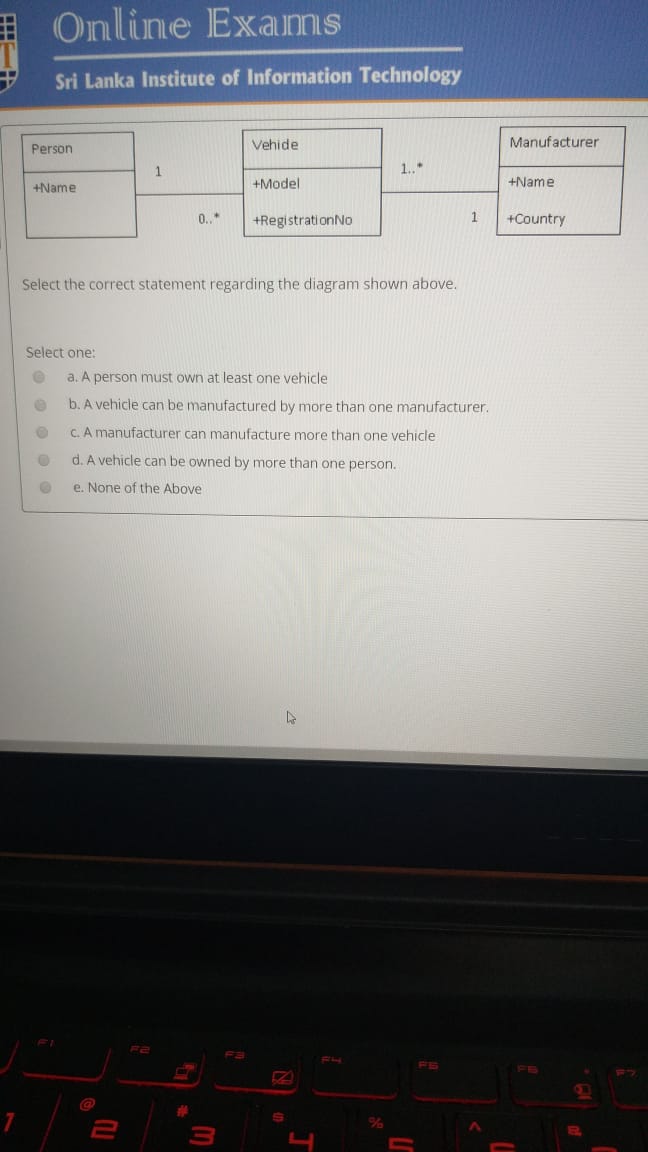 T
Online Exams
Sri Lanka Institute of Information Technology
Person
+Name
1
0..*
Vehicle
+Model
+RegistrationNo
1..*
1
Manufacturer
+Name
+Country
Select the correct statement regarding the diagram shown above.
Select one:
a. A person must own at least one vehicle
b. A vehicle can be manufactured by more than one manufacturer.
c. A manufacturer can manufacture more than one vehicle
d. A vehicle can be owned by more than one person.
e. None of the Above
F1 F2 F3 F4 F5 F6 F7
@ # $ % ^ &
1 2 3 4 5